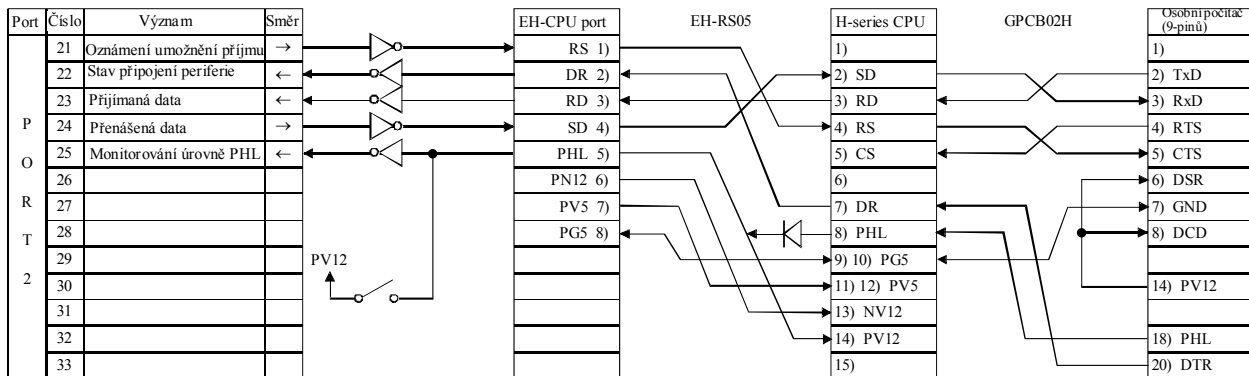 Port Číslo Význam Směr EH-CPU port EH-RS05 H-series CPU GPCB02H Osobní počítač
(9-pinů)
21 Oznámení umožnění příjmu → RS 1) 1) 1)
22 Stav připojení periferie ← DR 2) 2) SD 2) TxD
23 Přijímaná data ← RD 3) 3) RD 3) RxD
P 24 Přenášená data → SD 4) 4) RS 4) RTS
O 25 Monitorování úrovně PHL ← PHL 5) 5) CS 5) CTS
26 PN12 6) 6) 6) DSR
R 27 PV5 7) 7) DR 7) GND
T 28 PG5 8) 8) PHL 8) DCD
29 PV12 9) 10) PG5
2 30 11) 12) PV5 14) PV12
31 13) NV12
32 14) PV12 18) PHL
33 15) 20) DTR